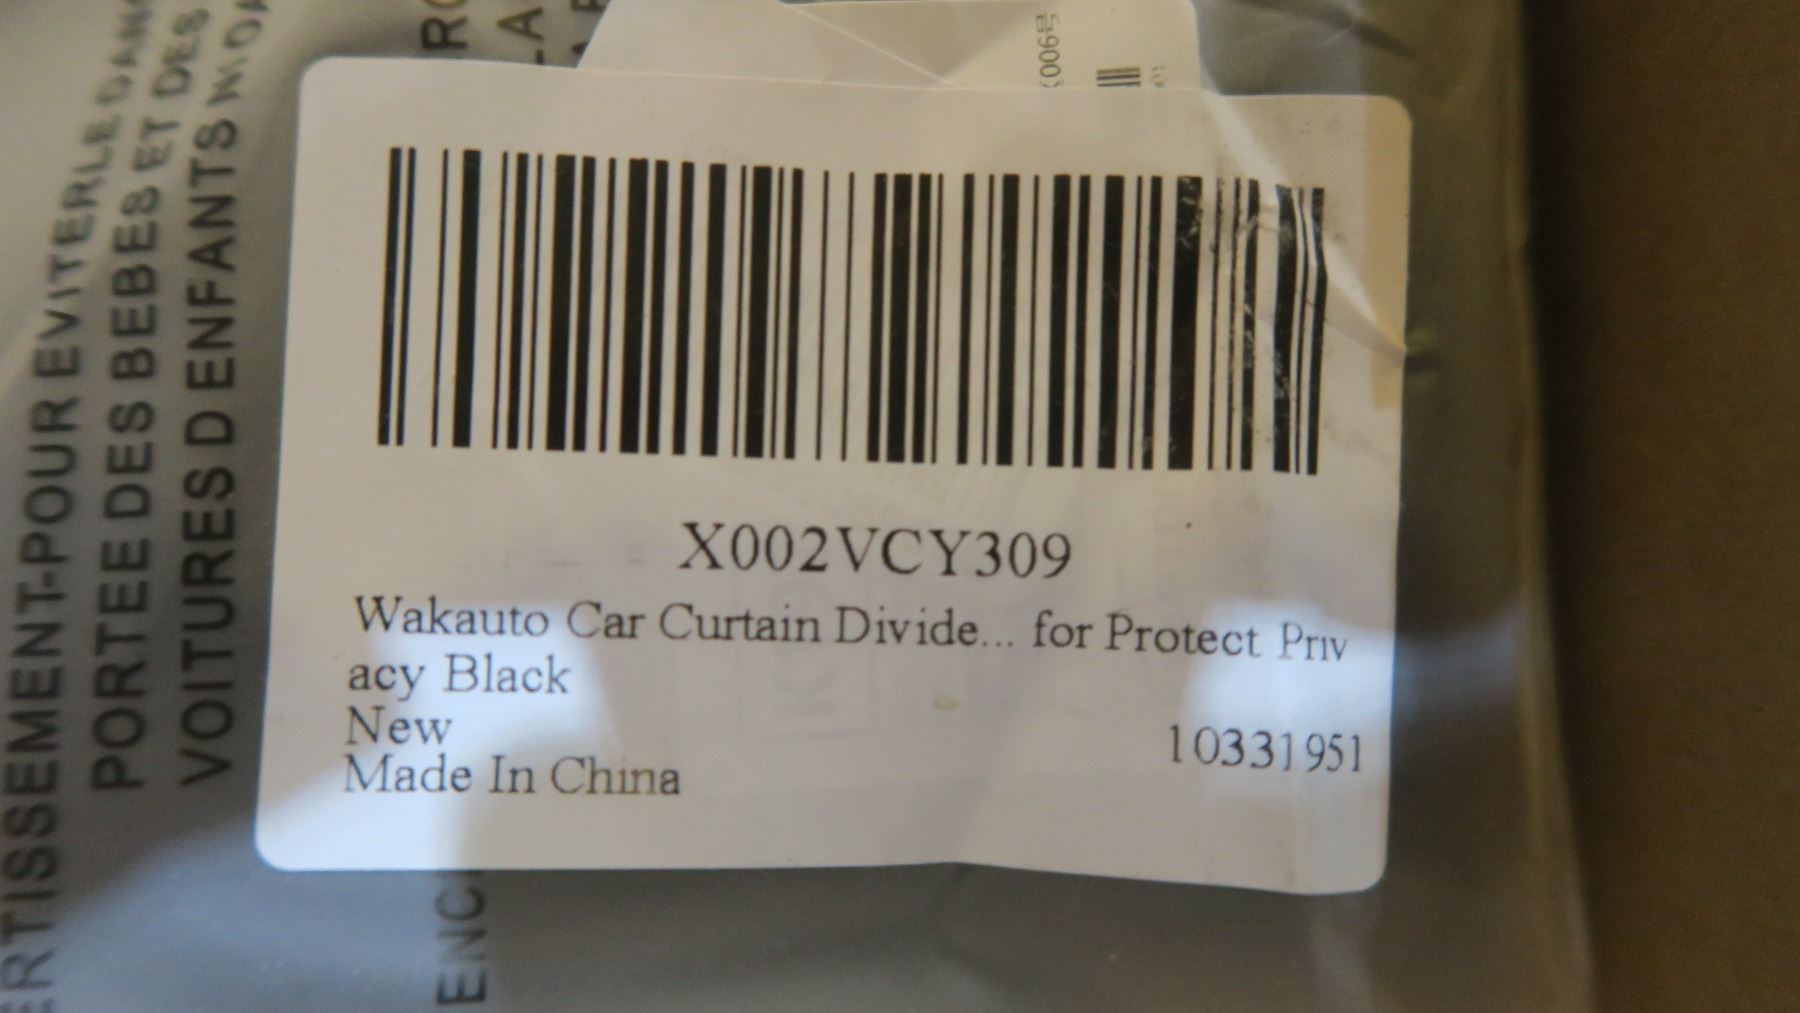 X002VCY309
Wakauto Car Curtain Divide... for Protect Priv
acy Black
New
10331951
Made In China
POUR EVITER LE
PORTEE DES BEBES ET DES
VOITURES D ENFANTS